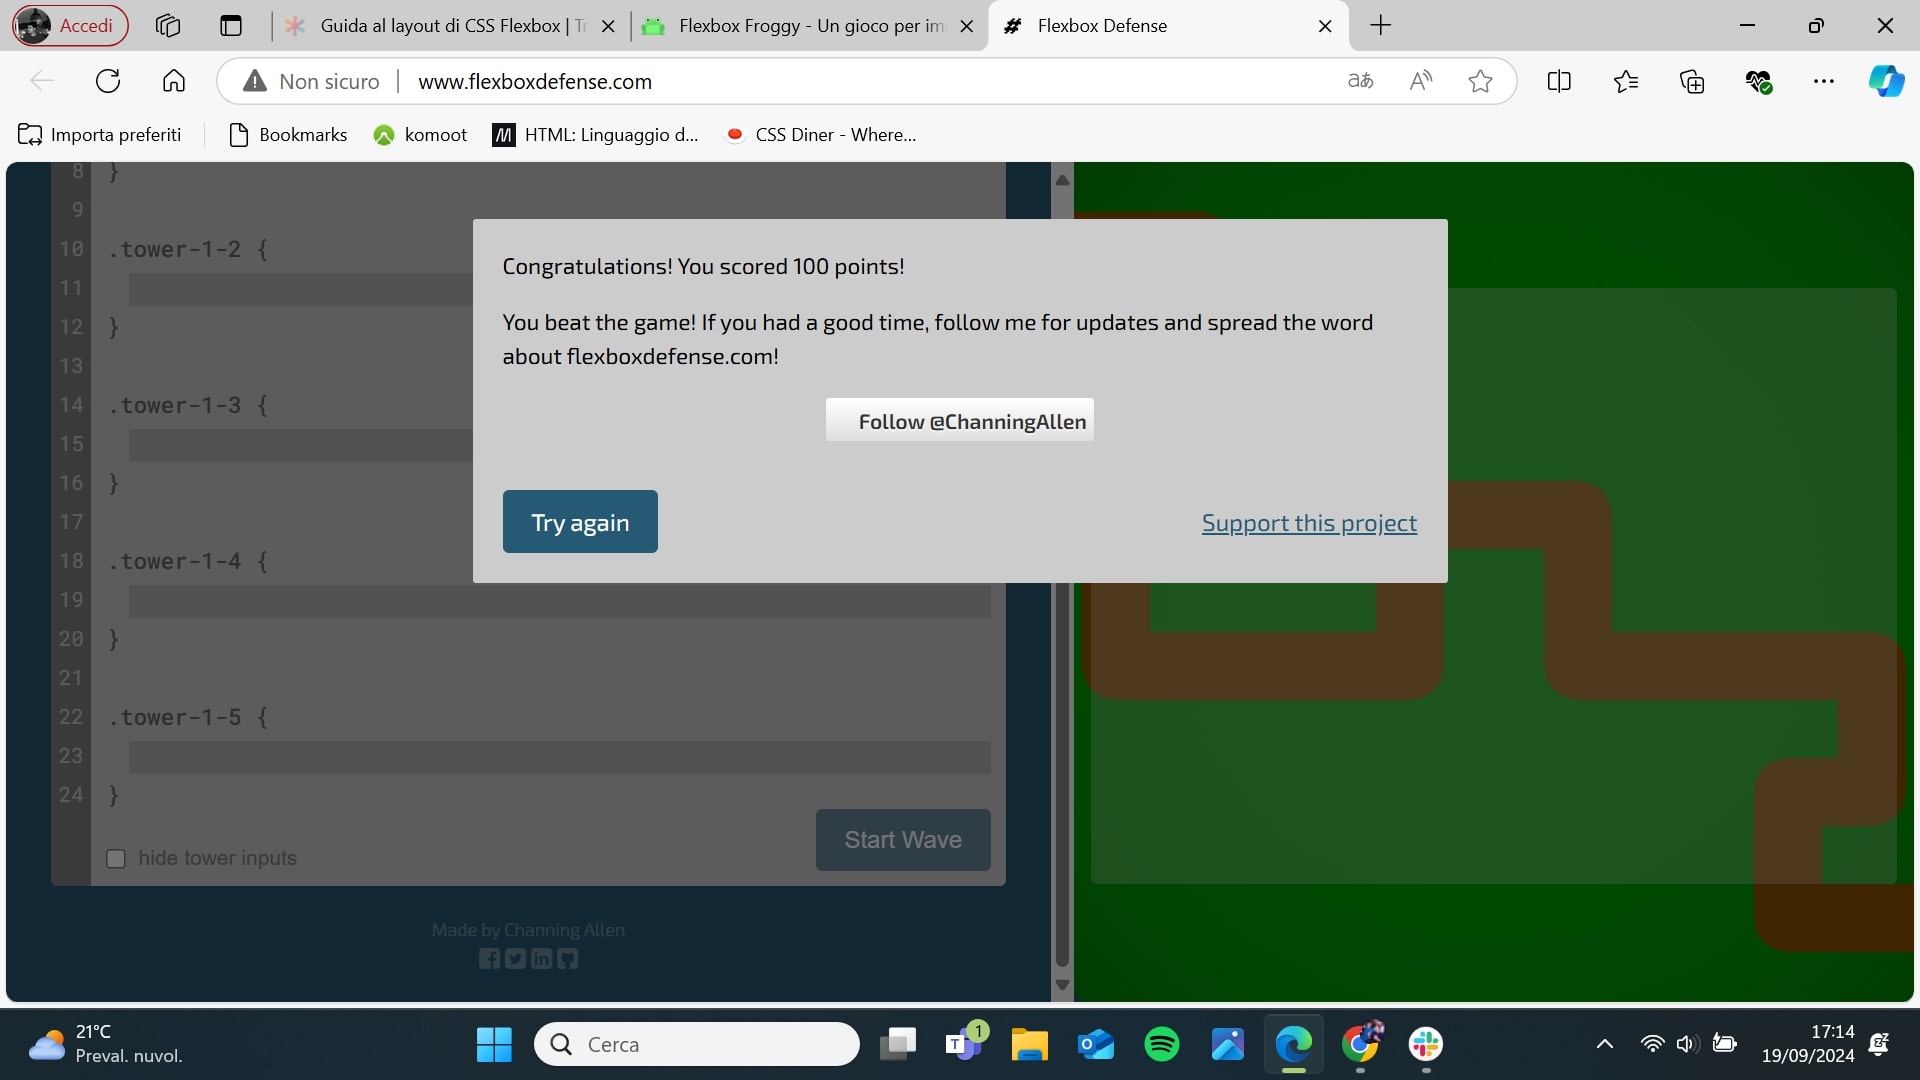 Accedi
Guida al layout di CSS Flexbox | Tr
Flexbox Froggy - Un gioco per im
Flexbox Defense
Non sicuro
www.flexboxdefense.com
aあ
A
Importa preferiti
Bookmarks
komoot
HTML: Linguaggio d...
CSS Diner - Where...
8 }
9
10 .tower-1-2 {
11
12 }
13
14 .tower-1-3 {
15
16 }
17
18 .tower-1-4 {
19
20 }
21
22 .tower-1-5 {
23
24 }
hide tower inputs
Start Wave
Made by Channing Allen
Congratulations! You scored 100 points!
You beat the game! If you had a good time, follow me for updates and spread the word
about flexboxdefense.com!
Follow @ChanningAllen
Try again
Support this project
21°C
Preval. nuvol.
Cerca
1
17:14
19/09/2024